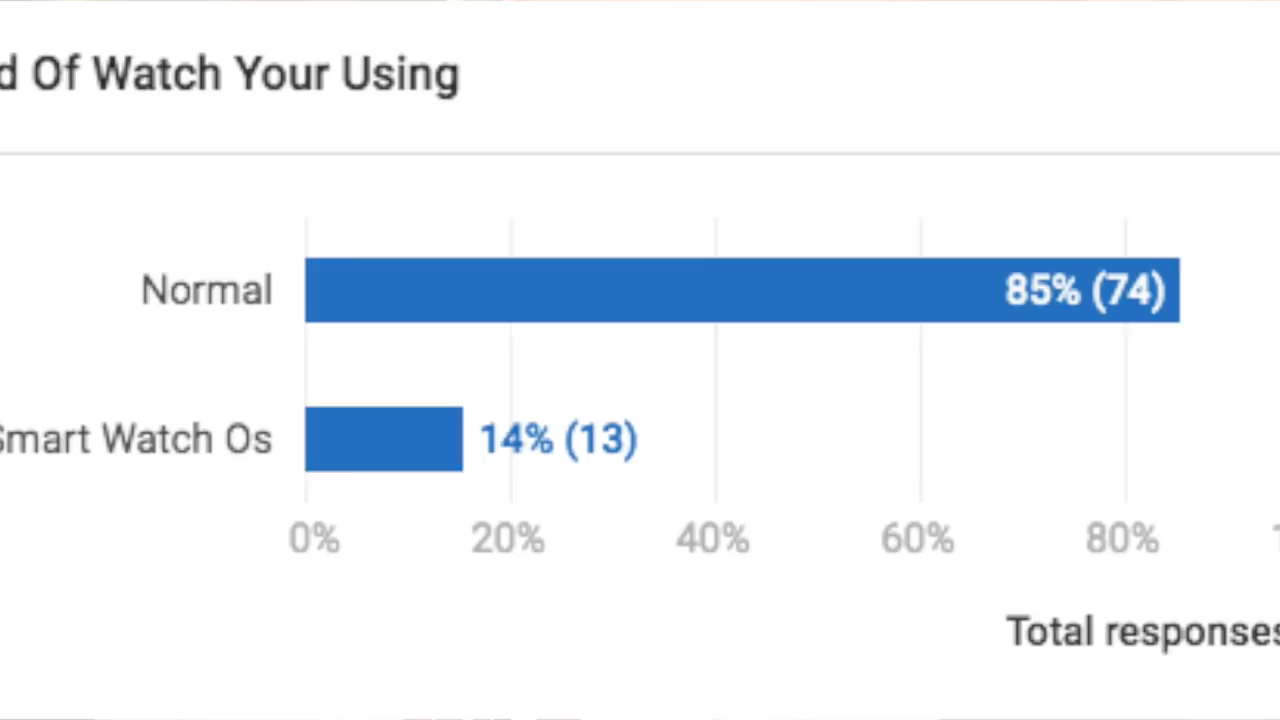 Of Watch Your Using
Normal 85% (74)
Smart Watch Os 14% (13)
0% 20% 40% 60% 80%
Total responses